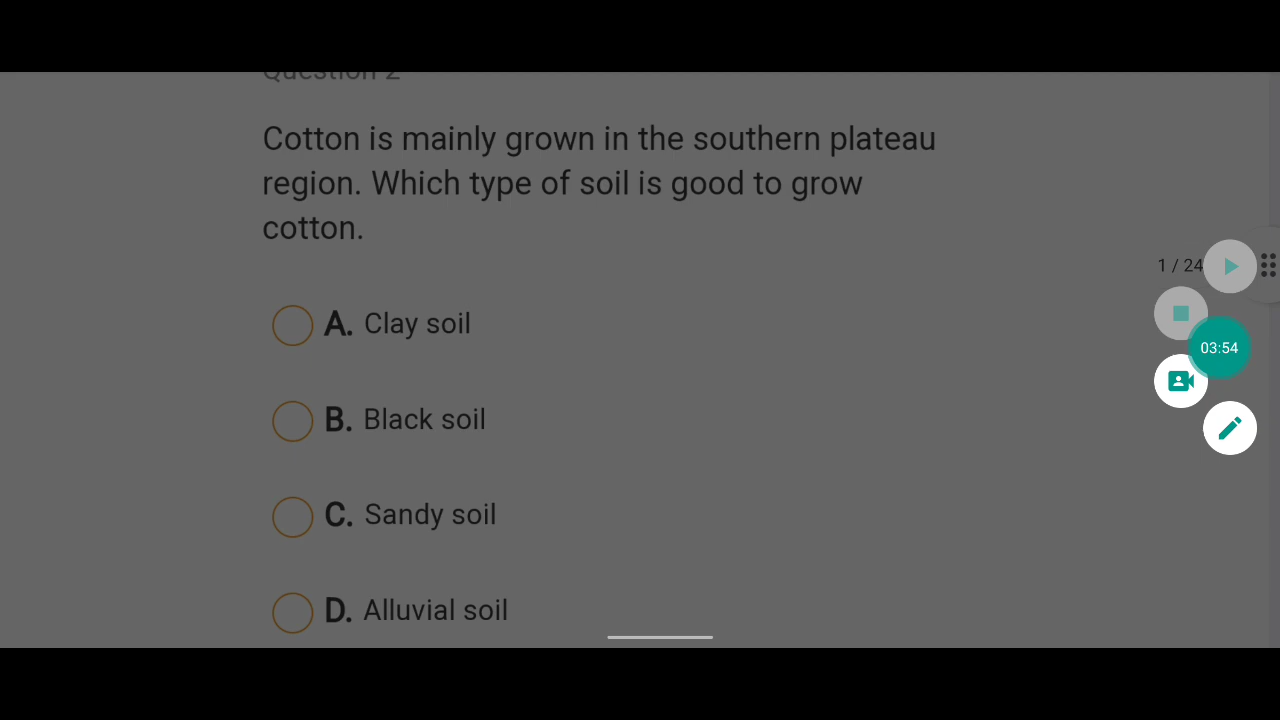 Question 2
Cotton is mainly grown in the southern plateau
region. Which type of soil is good to grow
cotton.
1 / 24
A. Clay soil
03:54
B. Black soil
C. Sandy soil
D. Alluvial soil